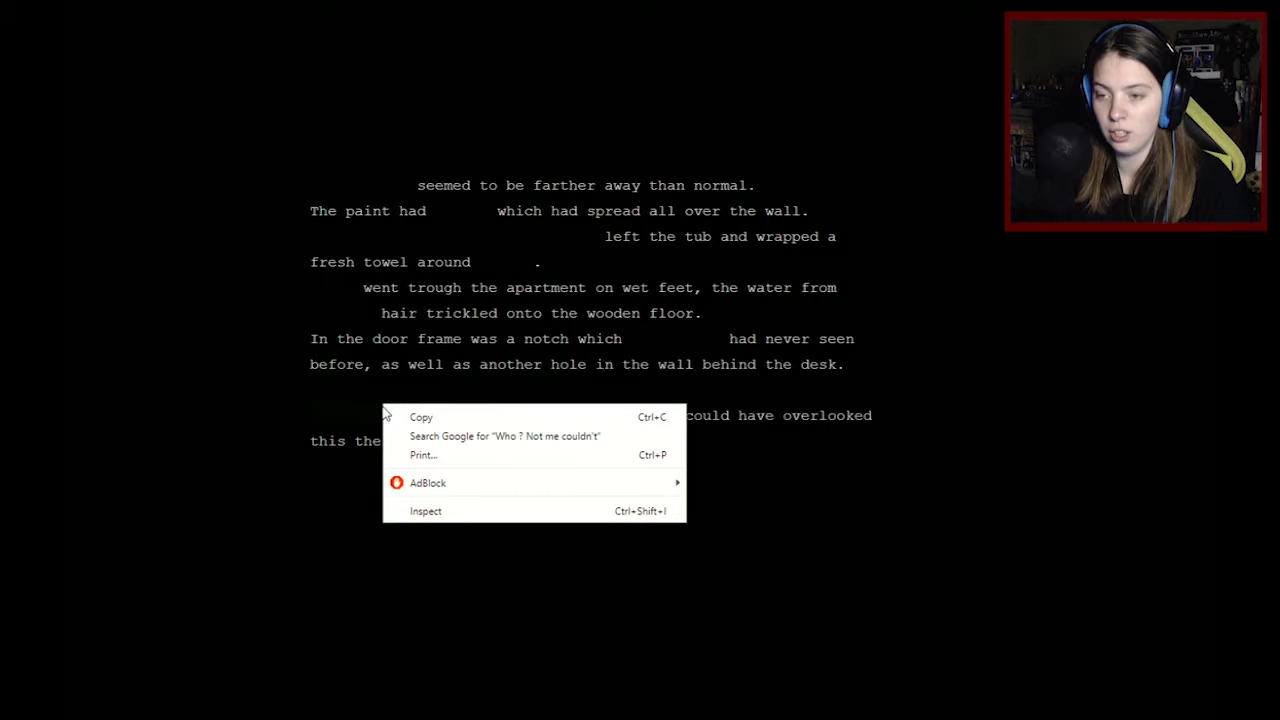 seemed to be farther away than normal.
The paint had which had spread all over the wall.
left the tub and wrapped a
fresh towel around .
went trough the apartment on wet feet, the water from
hair trickled onto the wooden floor.
In the door frame was a notch which had never seen
before, as well as another hole in the wall behind the desk.
could have overlooked
this the
Copy Ctrl+C
Search Google for "Who ? Not me couldn't"
Print... Ctrl+P
AdBlock
Inspect Ctrl+Shift+I